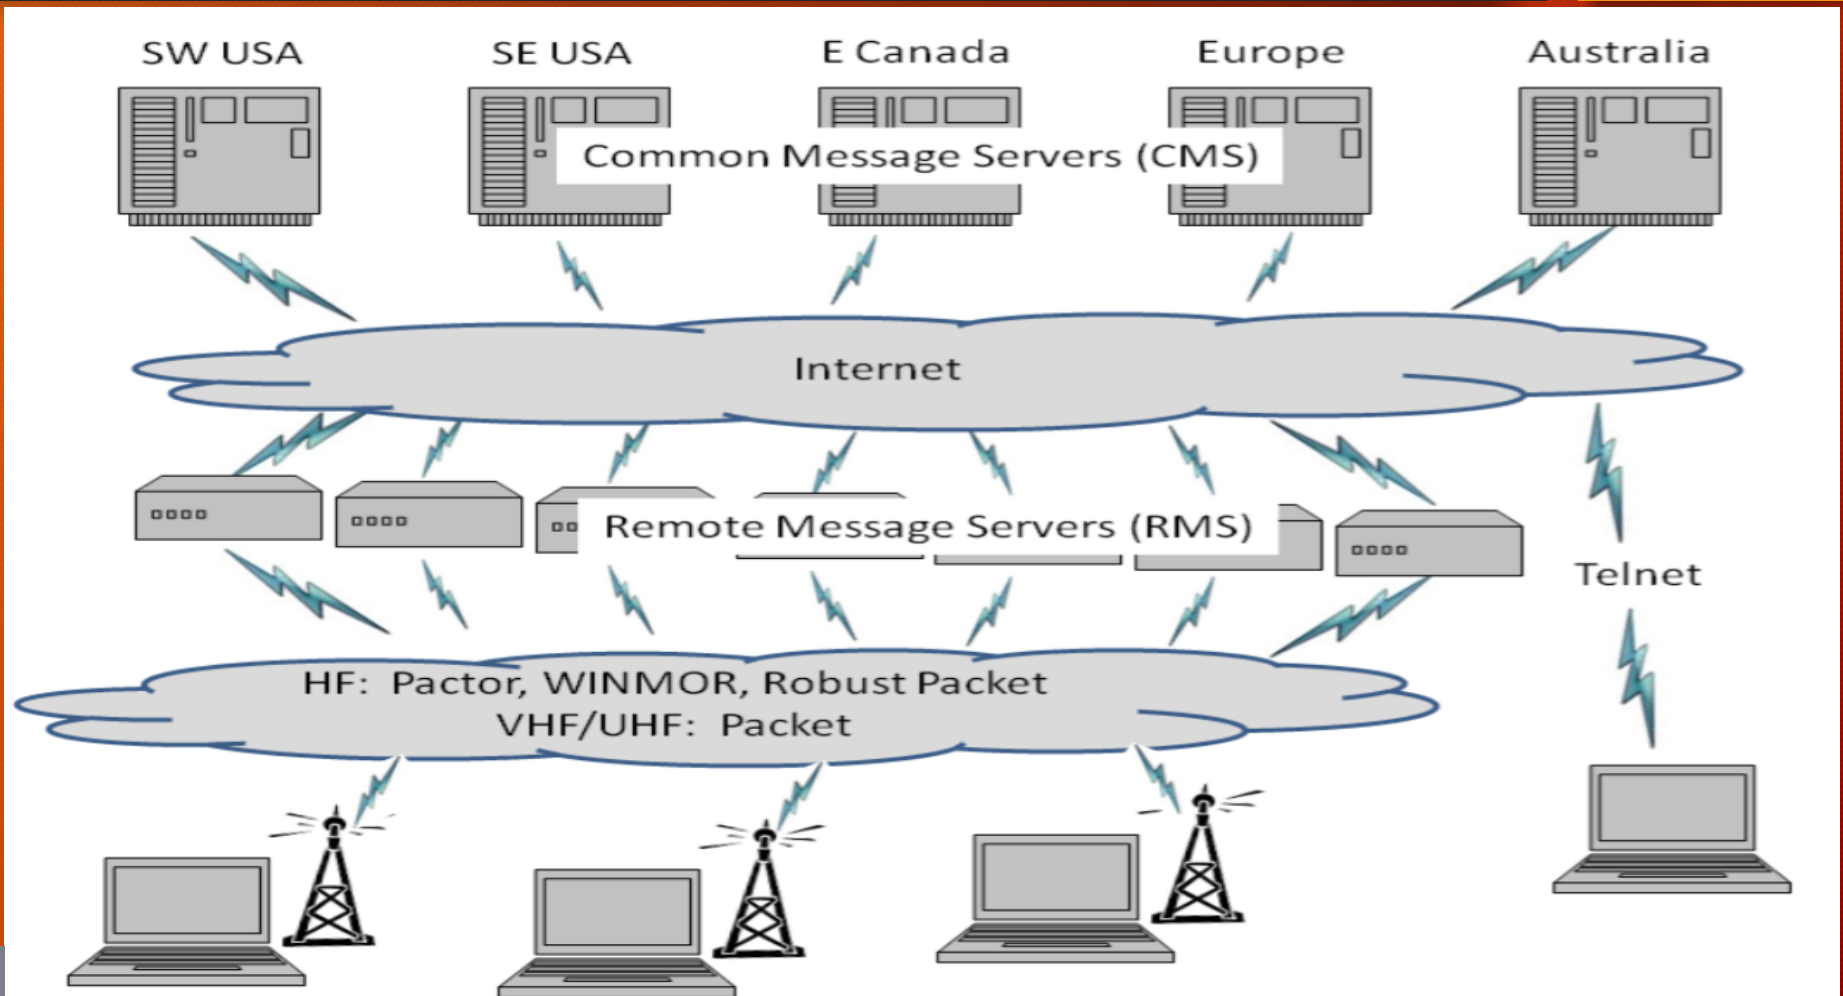 SW USA
SE USA
E Canada
Europe
Australia
Common Message Servers (CMS)
Internet
Remote Message Servers (RMS)
Telnet
HF: Pactor, WINMOR, Robust Packet
VHF/UHF: Packet